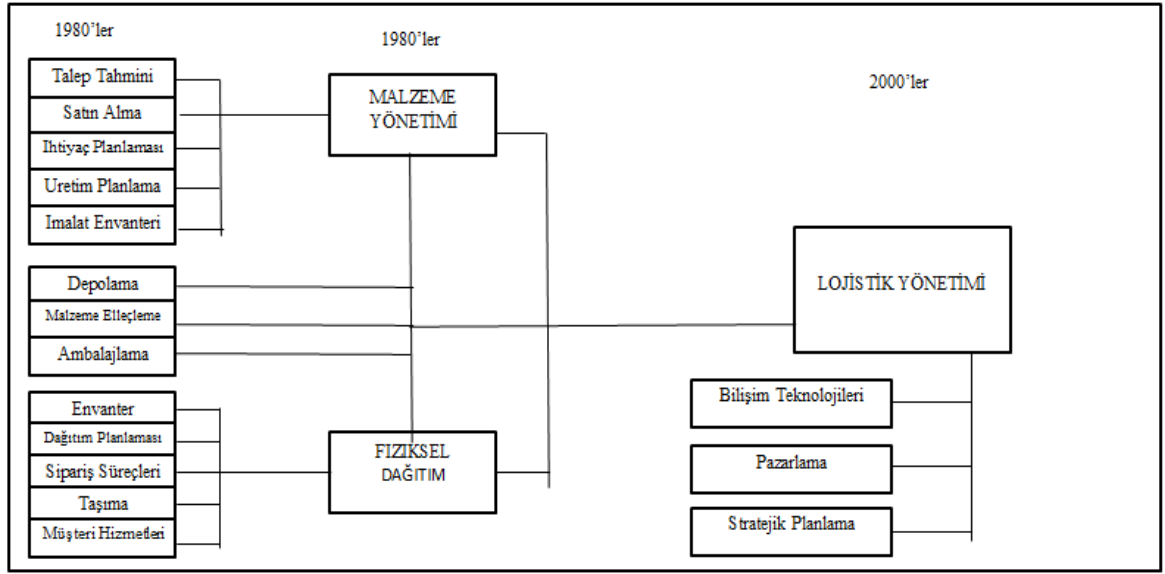 1980’ler
Talep Tahmini
Satın Alma
Ihtiyaç Planlaması
Uretim Planlama
Imalat Envanteri
Depolama
Malzeme Elleçleme
Ambalajlama
Envanter
Dağıtım Planlaması
Sipariş Süreçleri
Taşıma
Müşteri Hizmetleri
1980’ler
MALZEME
YÖNETİMİ
FIZIKSEL
DAĞITIM
2000’ler
LOJİSTİK YÖNETİMİ
Bilişim Teknolojileri
Pazarlama
Stratejik Planlama